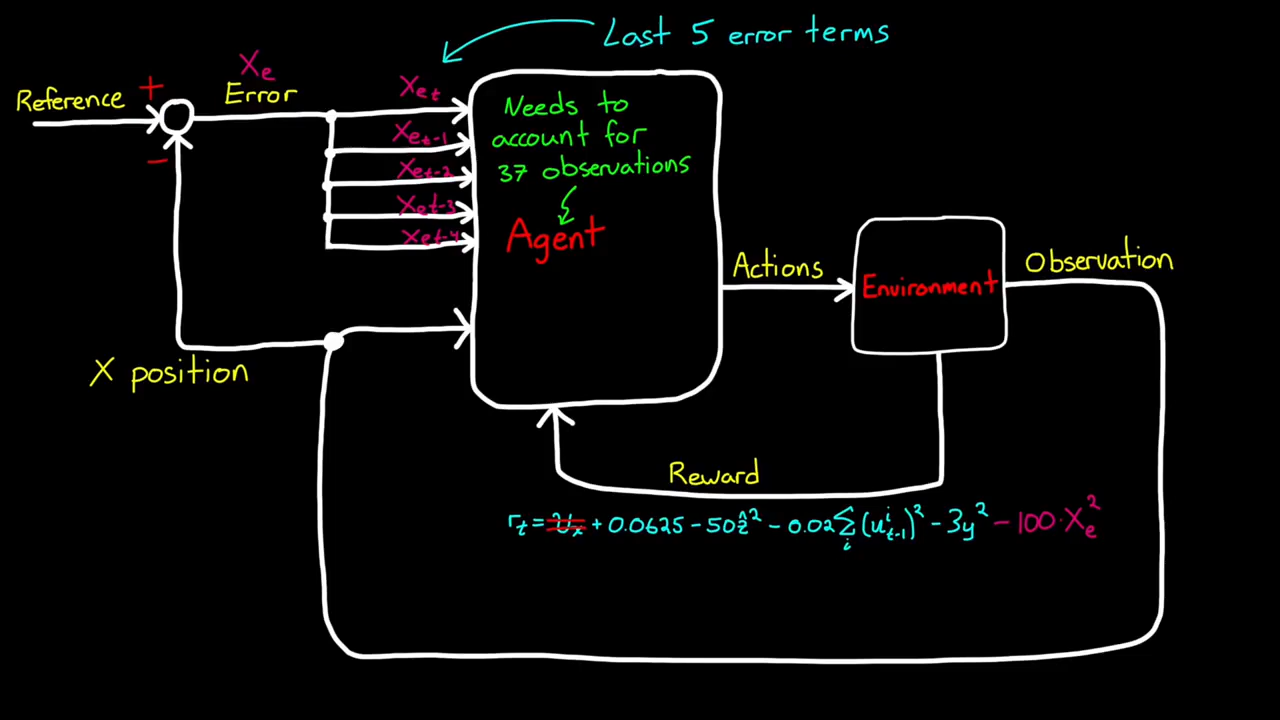 Last 5 error terms
Xe
Reference
+
Error
−
Xet
Xet-1
Xet-2
Xet-3
Xet-4
Needs to
account for
37 observations
Agent
Actions
Environment
Observation
X position
Reward
rₜ = + 0.0625 − 50ẑ² − 0.02 ∑ᵢ (uⁱₜ₋₁)² − 3y² − 100·Xₑ²